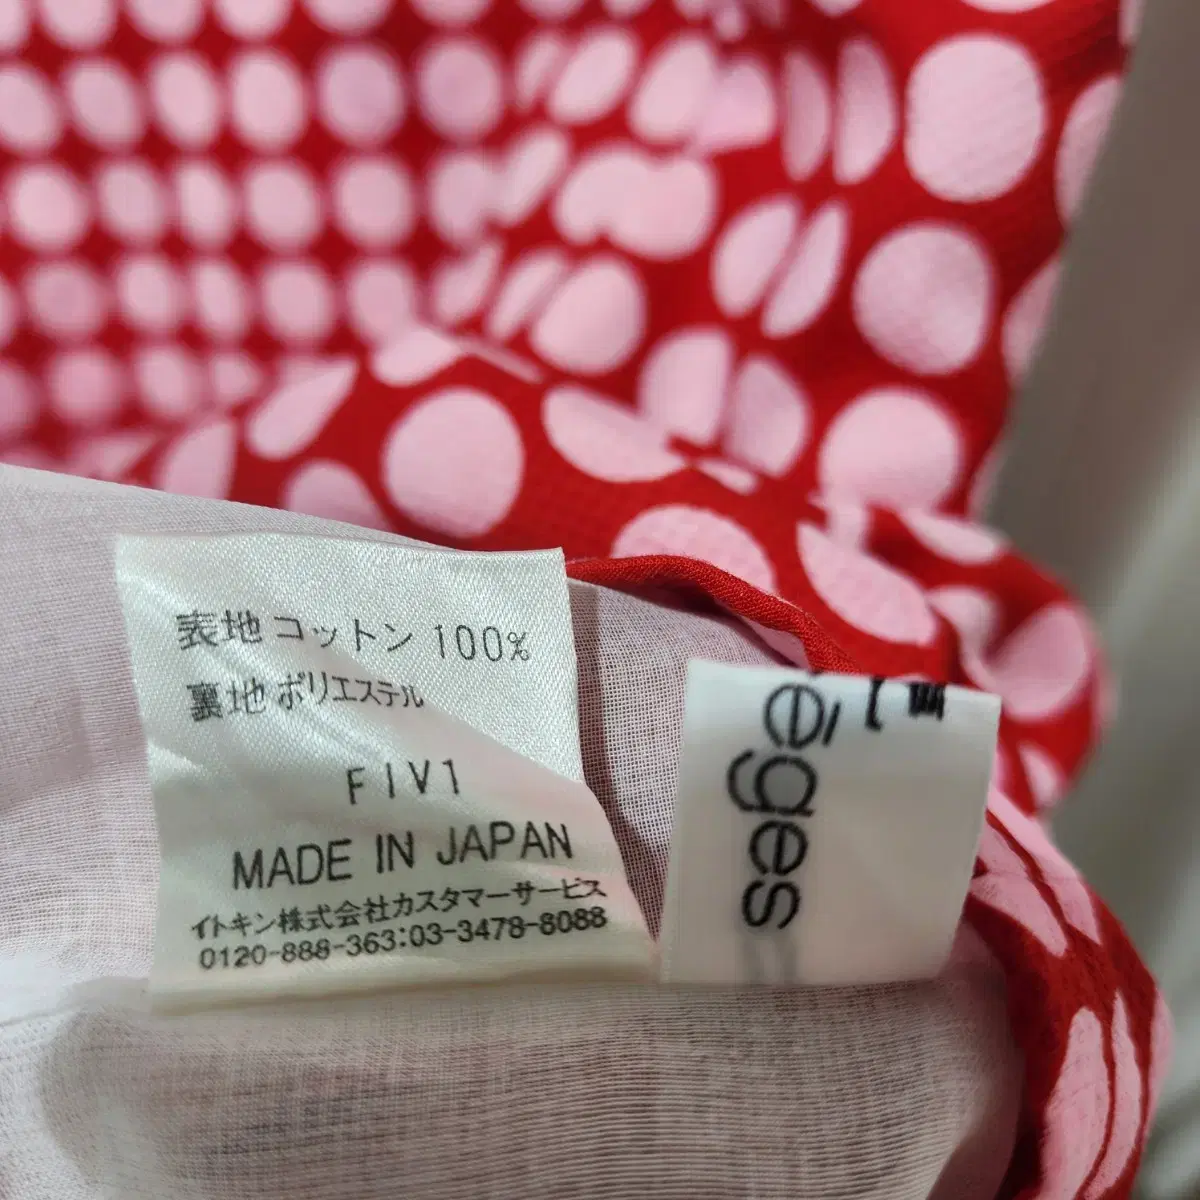 表地 コットン 100%
裏地 ポリエステル
FIV1
MADE IN JAPAN
イトキン株式会社カスタマーサービス
0120-888-363:03-3478-8088
ēges